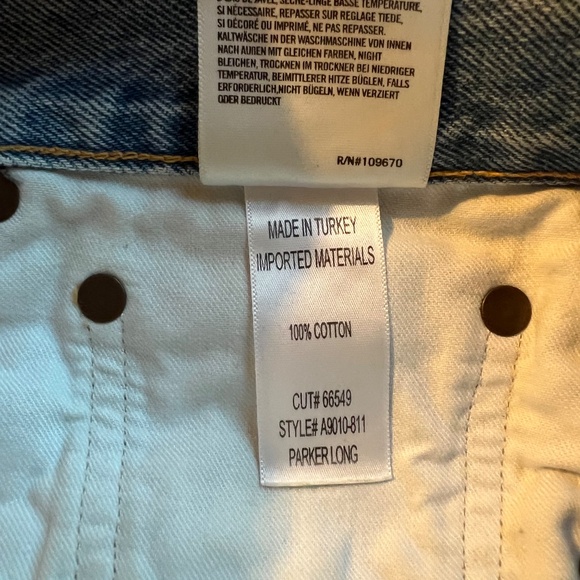 SI NÉCESSAIRE, REPASSER SUR REGLAGE TIEDE,
SI DÉCORÉ OU IMPRIMÉ, NE PAS REPASSER.
KALTWÄSCHE IN DER WASCHMASCHINE VON INNEN
NACH AUßEN MIT GLEICHEN FARBEN, NIGHT
BLEICHEN, TROCKNEN IM TROCKNER BEI NIEDRIGER
TEMPERATUR, BEIMITTLERER HITZE BÜGLEN, FALLS
ERFORDERLICH,NICHT BÜGELN, WENN VERZIERT
ODER BEDRUCKT
R/N#109670
MADE IN TURKEY
IMPORTED MATERIALS
100% COTTON
CUT# 66549
STYLE# A9010-811
PARKER LONG